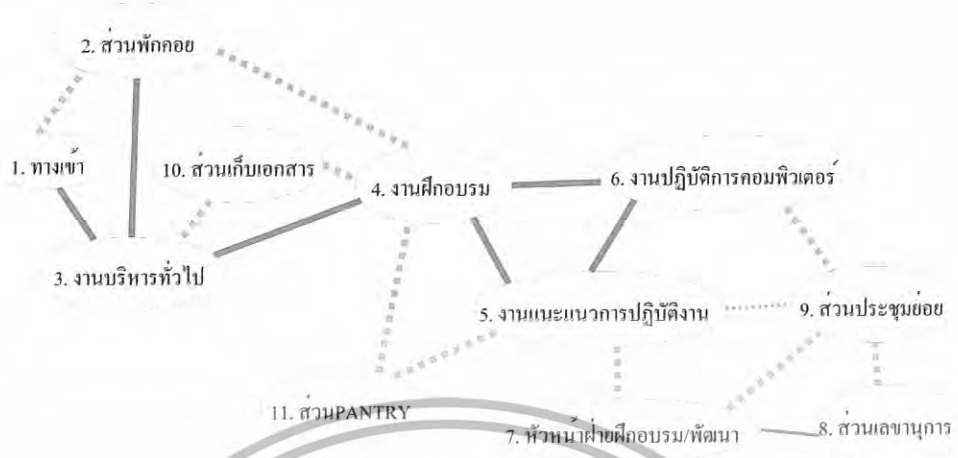 2. ส่วนพักคอย
1. ทางเข้า
10. ส่วนเก็บเอกสาร
4. งานฝึกอบรม
6. งานปฏิบัติการคอมพิวเตอร์
3. งานบริหารทั่วไป
5. งานแนะแนวการปฏิบัติงาน
9. ส่วนประชุมย่อย
11. ส่วนPANTRY
7. หัวหน้าฝ่ายฝึกอบรม/พัฒนา
8. ส่วนเลขานุการ